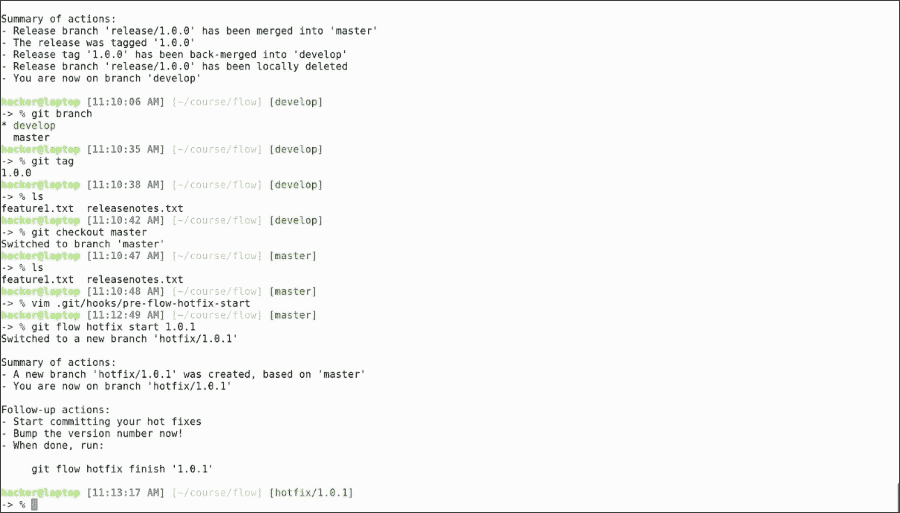 Summary of actions:
- Release branch 'release/1.0.0' has been merged into 'master'
- The release was tagged '1.0.0'
- Release tag '1.0.0' has been back-merged into 'develop'
- Release branch 'release/1.0.0' has been locally deleted
- You are now on branch 'develop'
hacker@laptop [11:10:06 AM] [~/course/flow] [develop]
-> % git branch
* develop
  master
hacker@laptop [11:10:35 AM] [~/course/flow] [develop]
-> % git tag
1.0.0
hacker@laptop [11:10:38 AM] [~/course/flow] [develop]
-> % ls
feature1.txt  releasenotes.txt
hacker@laptop [11:10:42 AM] [~/course/flow] [develop]
-> % git checkout master
Switched to branch 'master'
hacker@laptop [11:10:47 AM] [~/course/flow] [master]
-> % ls
feature1.txt  releasenotes.txt
hacker@laptop [11:10:48 AM] [~/course/flow] [master]
-> % vim .git/hooks/pre-flow-hotfix-start
hacker@laptop [11:12:49 AM] [~/course/flow] [master]
-> % git flow hotfix start 1.0.1
Switched to a new branch 'hotfix/1.0.1'
Summary of actions:
- A new branch 'hotfix/1.0.1' was created, based on 'master'
- You are now on branch 'hotfix/1.0.1'
Follow-up actions:
- Start committing your hot fixes
- Bump the version number now!
- When done, run:
     git flow hotfix finish '1.0.1'
hacker@laptop [11:13:17 AM] [~/course/flow] [hotfix/1.0.1]
-> %